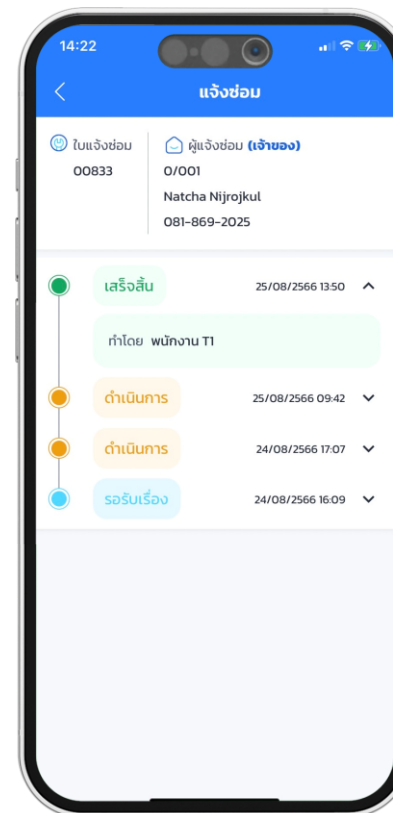 14:22
แจ้งซ่อม
ใบแจ้งซ่อม
00833
ผู้แจ้งซ่อม (เจ้าของ)
0/001
Natcha Nijrojkul
081-869-2025
เสร็จสิ้น 25/08/2566 13:50
ทำโดย พนักงาน T1
ดำเนินการ 25/08/2566 09:42
ดำเนินการ 24/08/2566 17:07
รอรับเรื่อง 24/08/2566 16:09